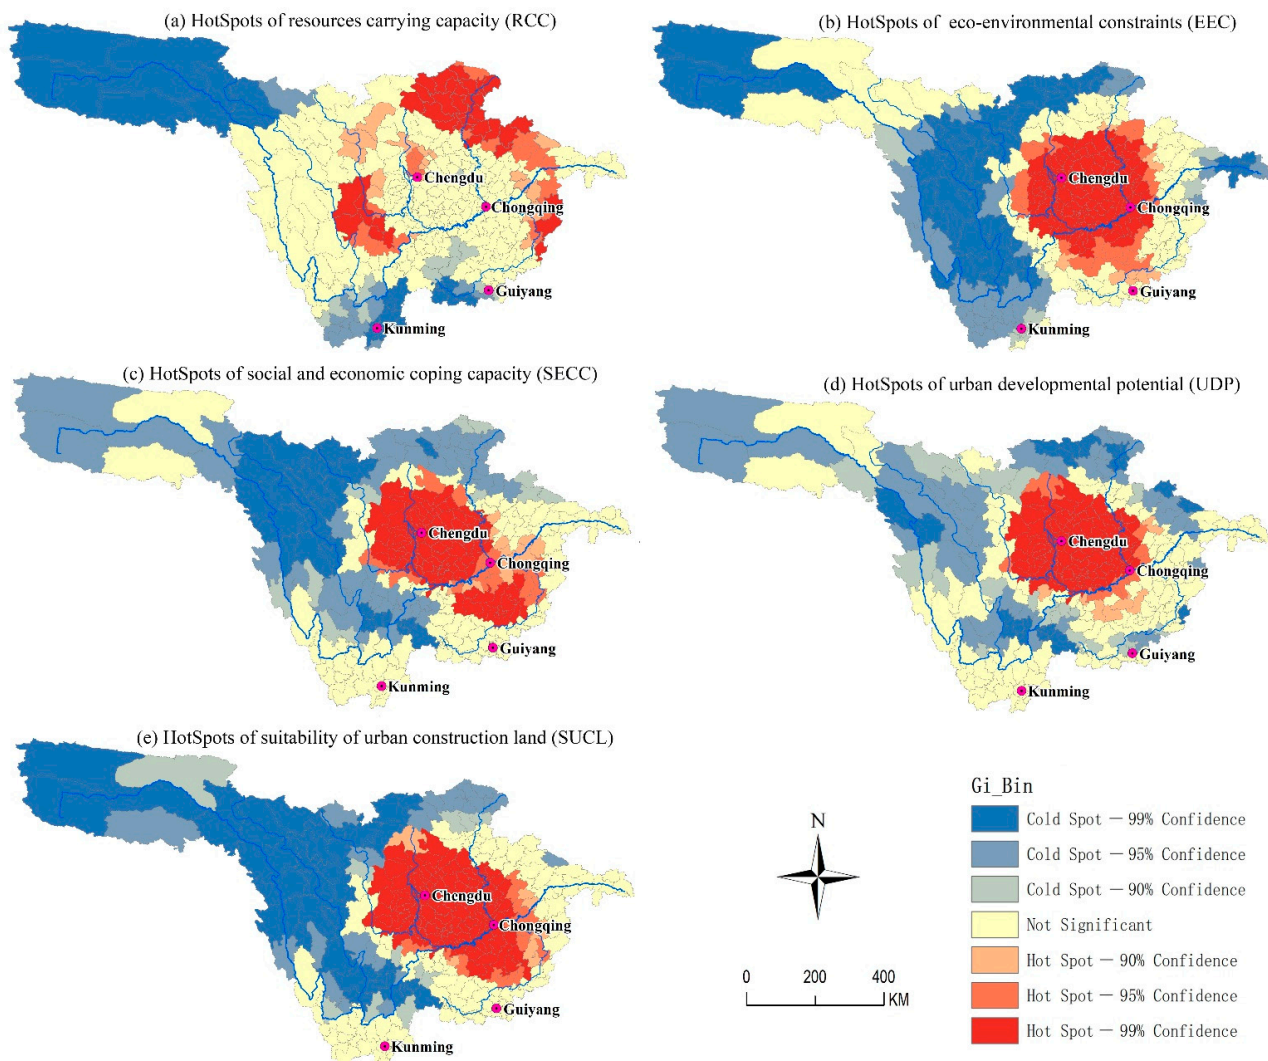 (a) HotSpots of resources carrying capacity (RCC)
Chengdu
Chongqing
Guiyang
Kunming
(b) HotSpots of eco-environmental constraints (EEC)
Chengdu
Chongqing
Guiyang
Kunming
(c) HotSpots of social and economic coping capacity (SECC)
Chengdu
Chongqing
Guiyang
Kunming
(d) HotSpots of urban developmental potential (UDP)
Chengdu
Chongqing
Guiyang
Kunming
(e) HotSpots of suitability of urban construction land (SUCL)
Chengdu
Chongqing
Guiyang
Kunming
N
0 200 400
KM
Gi_Bin
Cold Spot — 99% Confidence
Cold Spot — 95% Confidence
Cold Spot — 90% Confidence
Not Significant
Hot Spot — 90% Confidence
Hot Spot — 95% Confidence
Hot Spot — 99% Confidence